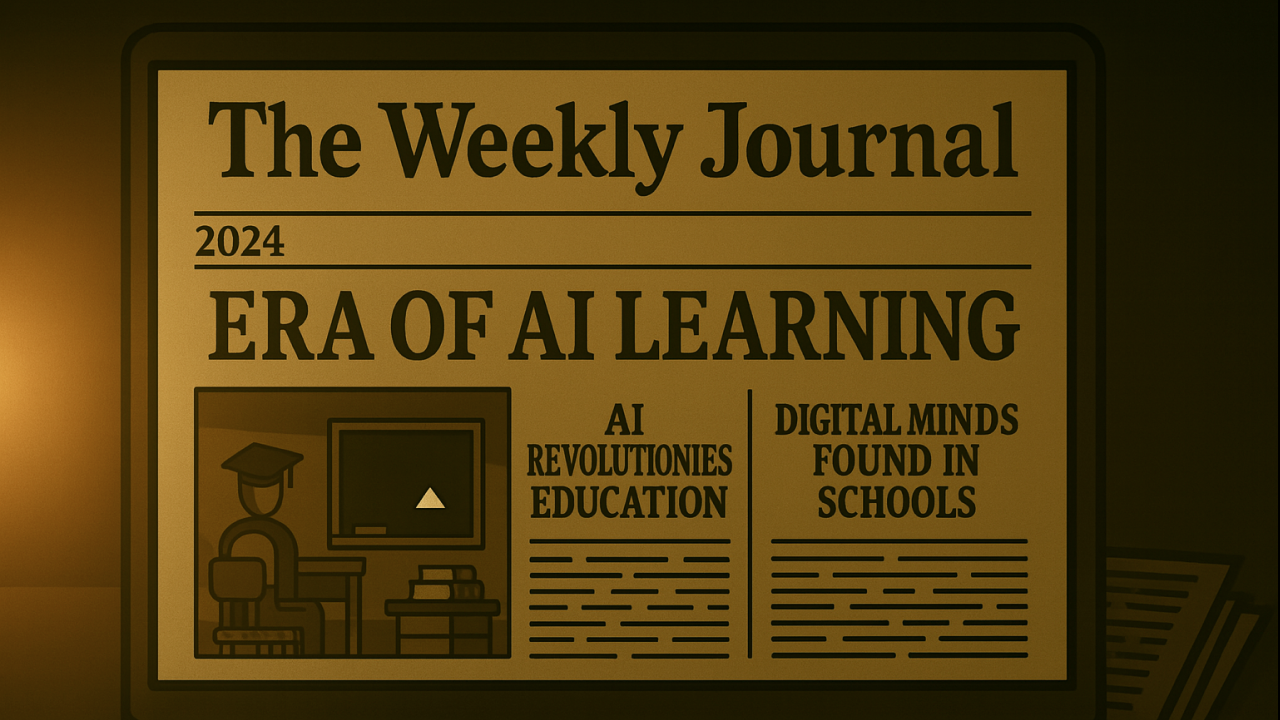 The Weekly Journal
2024
ERA OF AI LEARNING
AI
REVOLUTIONIES
EDUCATION
DIGITAL MINDS
FOUND IN
SCHOOLS